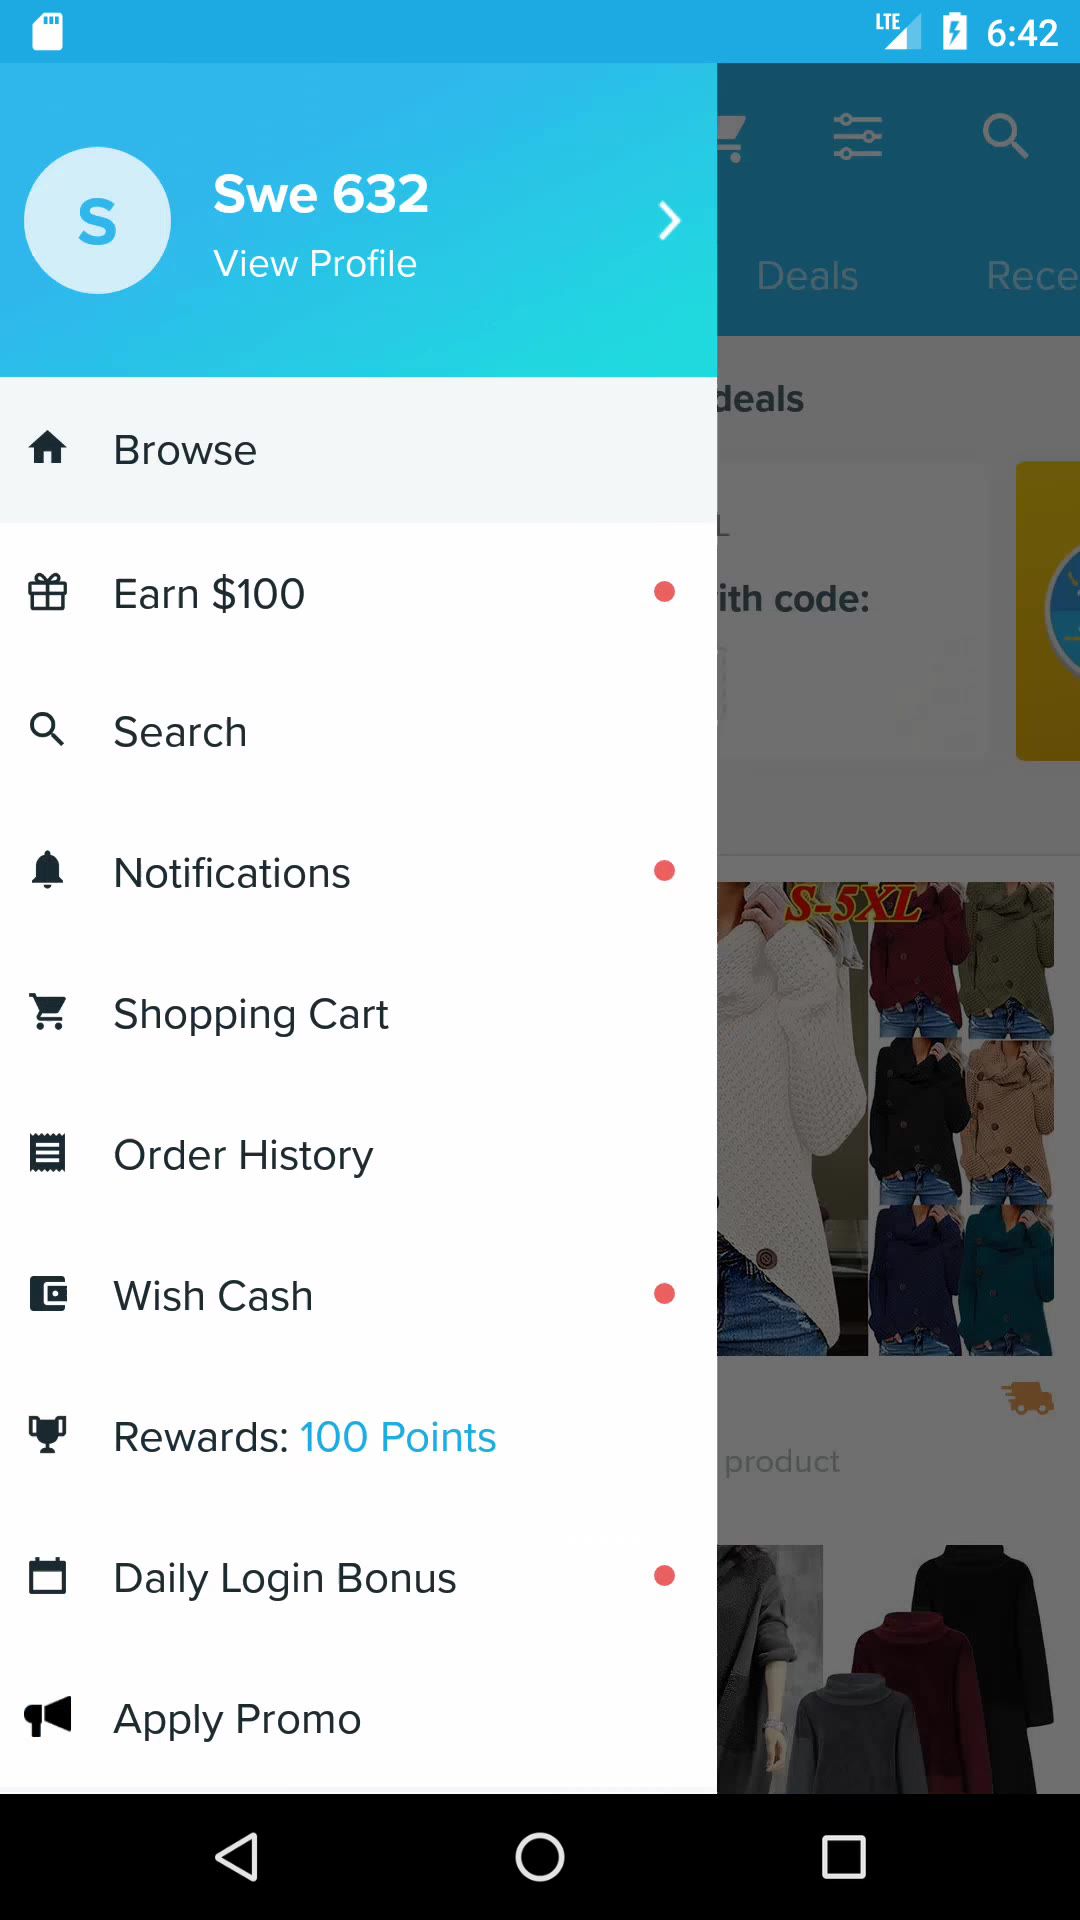 LTE 6:42
S
Swe 632
View Profile
Deals
Rece
deals
Browse
L
Earn $100
ith code:
Search
Notifications
S-5XL
Shopping Cart
Order History
Wish Cash
Rewards: 100 Points
product
Daily Login Bonus
Apply Promo